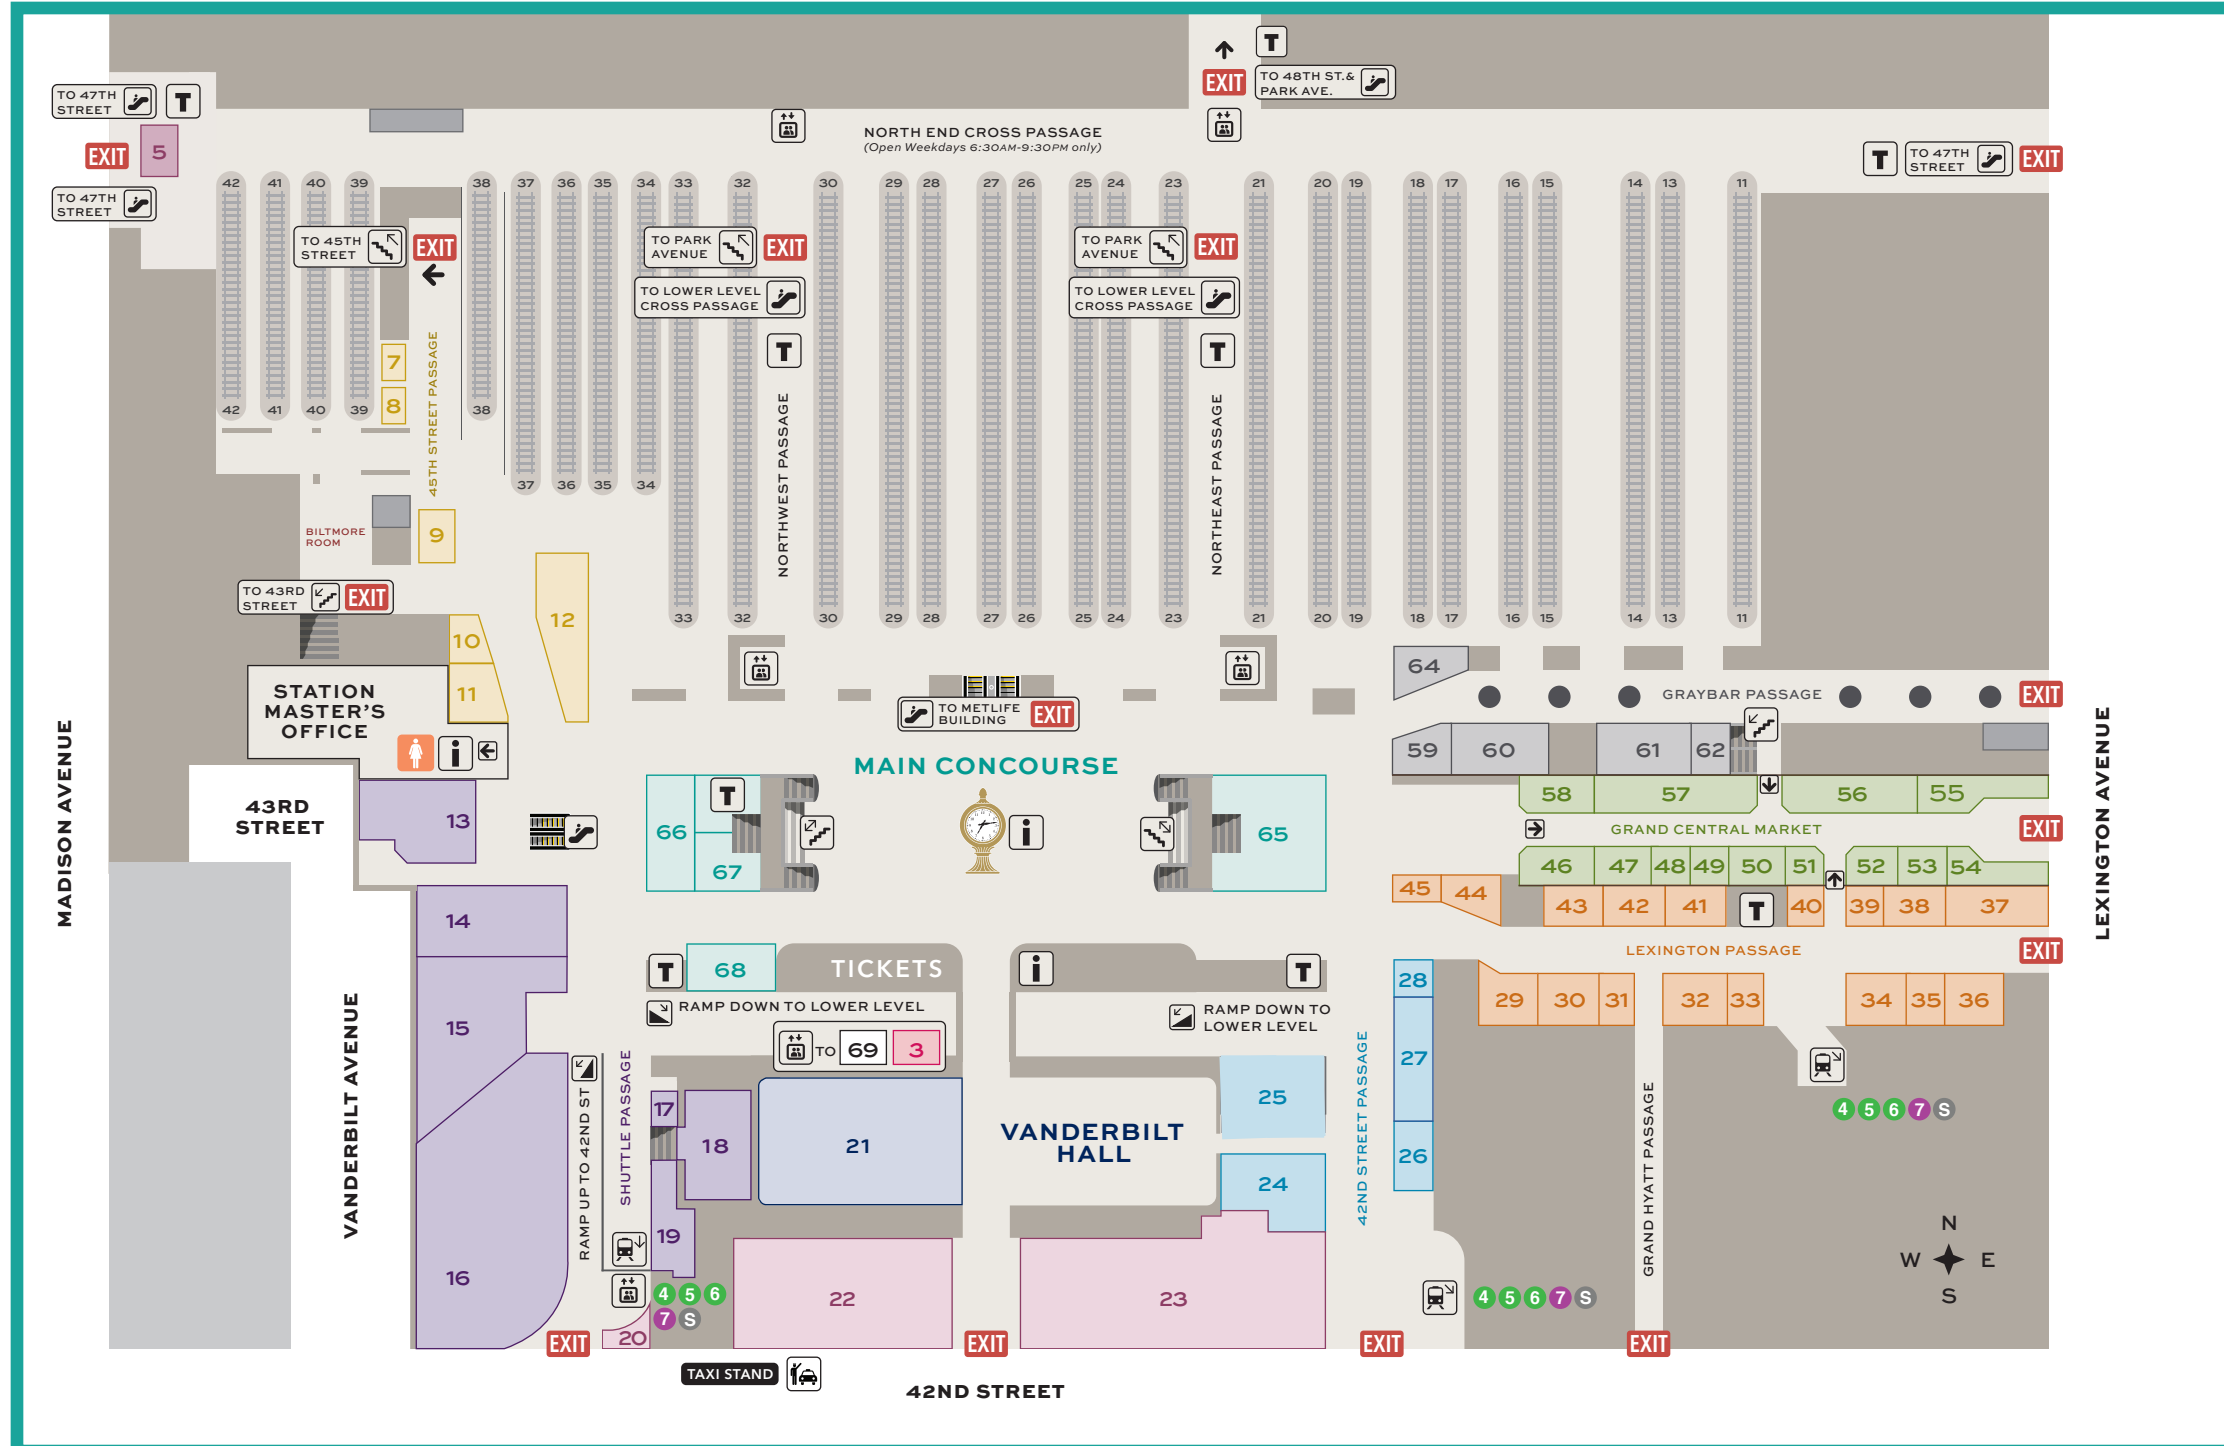 T
TO 48TH ST.&
EXIT
PARK AVE.
TO 47TH
STREET
T
NORTH END CROSS PASSAGE
(Open Weekdays 6:30AM-9:30PM only)
EXIT
5
T
TO 47TH
STREET
EXIT
TO 47TH
STREET
42 41 40 39 38 37 36 35 34 33 32 30 29 28 27 26 25 24 23 21 20 19 18 17 16 15 14 13 11
TO 45TH
STREET
EXIT
TO PARK
AVENUE
EXIT
TO PARK
AVENUE
EXIT
TO LOWER LEVEL
CROSS PASSAGE
TO LOWER LEVEL
CROSS PASSAGE
T
T
7
8
45TH STREET PASSAGE
NORTHWEST PASSAGE
NORTHEAST PASSAGE
42 41 40 39 38
37 36 35 34
BILTMORE
ROOM
9
TO 43RD
STREET
EXIT
33 32 30 29 28 27 26 25 24 23 21 20 19 18 17 16 15 14 13 11
10
12
11
STATION
MASTER'S
OFFICE
i
TO METLIFE
BUILDING
EXIT
64
GRAYBAR PASSAGE
EXIT
59 60 61 62
MAIN CONCOURSE
MADISON AVENUE
LEXINGTON AVENUE
43RD
STREET
13
66
T
67
i
65
58 57 56 55
GRAND CENTRAL MARKET
EXIT
46 47 48 49 50 51 52 53 54
45 44 43 42 41 T 40 39 38 37
LEXINGTON PASSAGE
EXIT
14
T
68
TICKETS
i
T
28
29 30 31 32 33 34 35 36
RAMP DOWN TO LOWER LEVEL
RAMP DOWN TO
LOWER LEVEL
TO 69 3
15
VANDERBILT AVENUE
RAMP UP TO 42ND ST
SHUTTLE PASSAGE
17
18
21
VANDERBILT
HALL
25
24
42ND STREET PASSAGE
27
26
GRAND HYATT PASSAGE
4 5 6 7 S
19
16
4 5 6
7 S
20
22
23
4 5 6 7 S
N
W E
S
EXIT
EXIT
EXIT
EXIT
TAXI STAND
42ND STREET